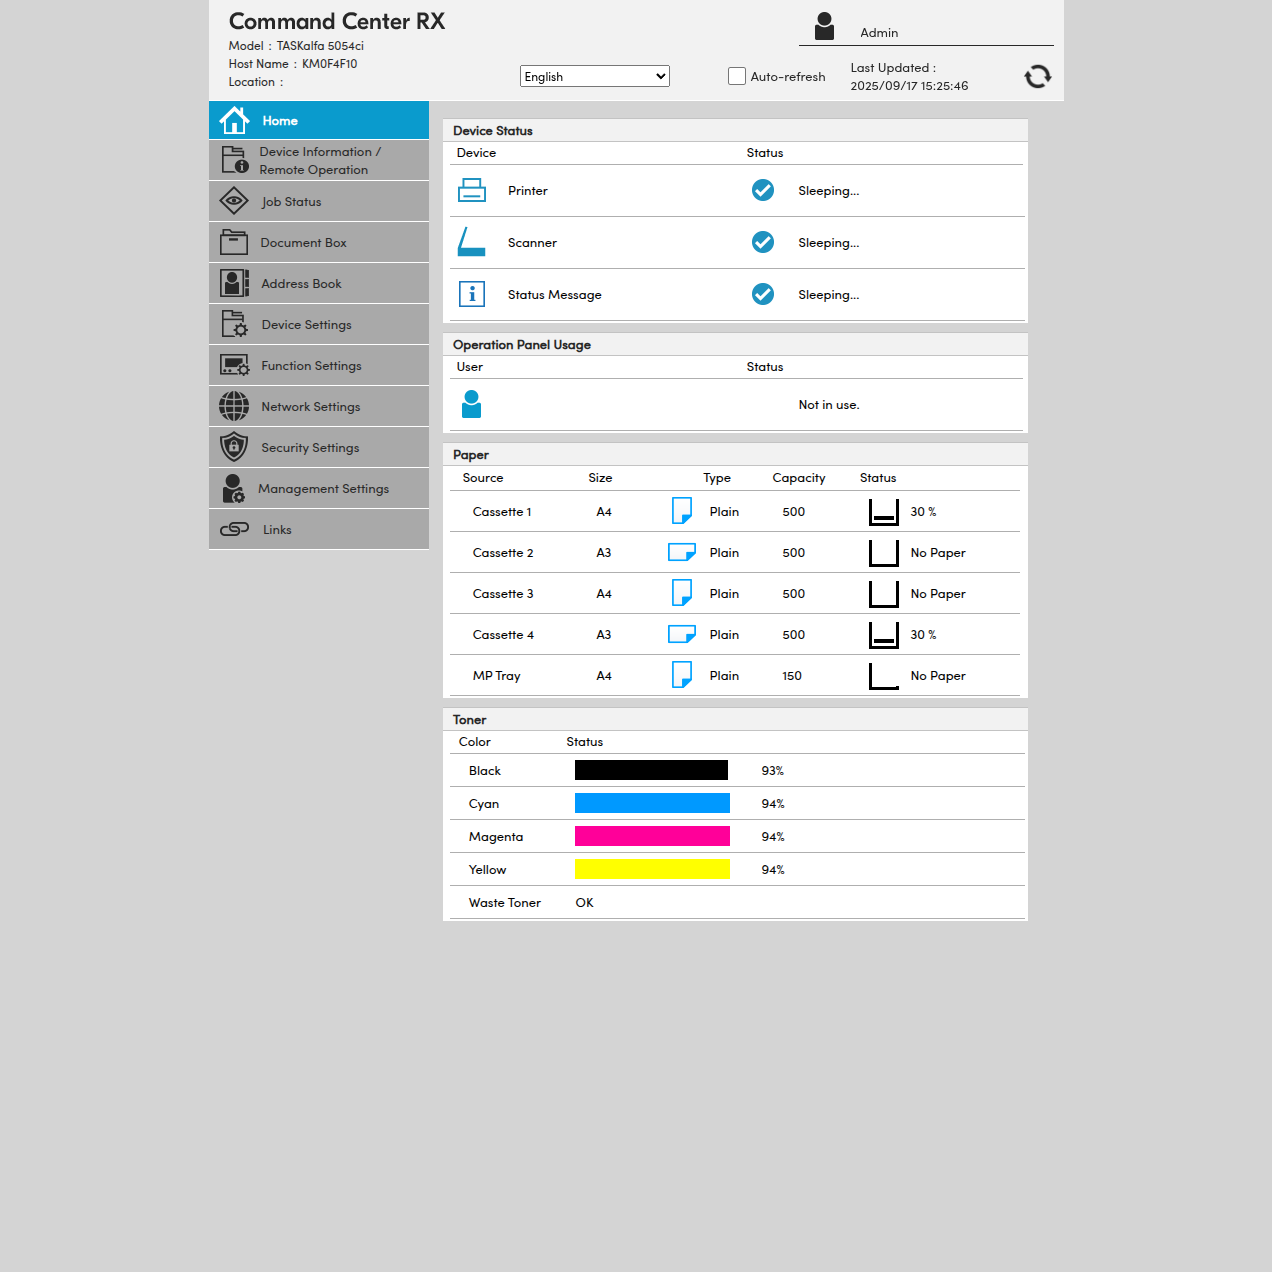 Command Center RX
Model : TASKalfa 5054ci
Host Name : KM0F4F10
Location :
Admin
English
Auto-refresh
Last Updated :
2025/09/17 15:25:46
Home
Device Information /
Remote Operation
Job Status
Document Box
Address Book
Device Settings
Function Settings
Network Settings
Security Settings
Management Settings
Links
Device Status
Device Status
Printer Sleeping...
Scanner Sleeping...
Status Message Sleeping...
Operation Panel Usage
User Status
Not in use.
Paper
Source Size Type Capacity Status
Cassette 1 A4 Plain 500 30 %
Cassette 2 A3 Plain 500 No Paper
Cassette 3 A4 Plain 500 No Paper
Cassette 4 A3 Plain 500 30 %
MP Tray A4 Plain 150 No Paper
Toner
Color Status
Black 93%
Cyan 94%
Magenta 94%
Yellow 94%
Waste Toner OK